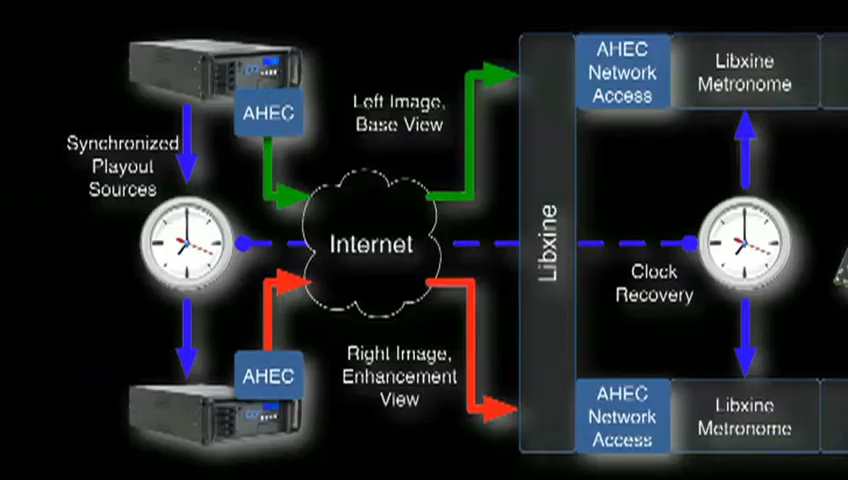 AHEC
Synchronized
Playout
Sources
Left Image,
Base View
Internet
Right Image,
Enhancement
View
AHEC
Libxine
AHEC
Network
Access
Libxine
Metronome
Clock
Recovery
AHEC
Network
Access
Libxine
Metronome